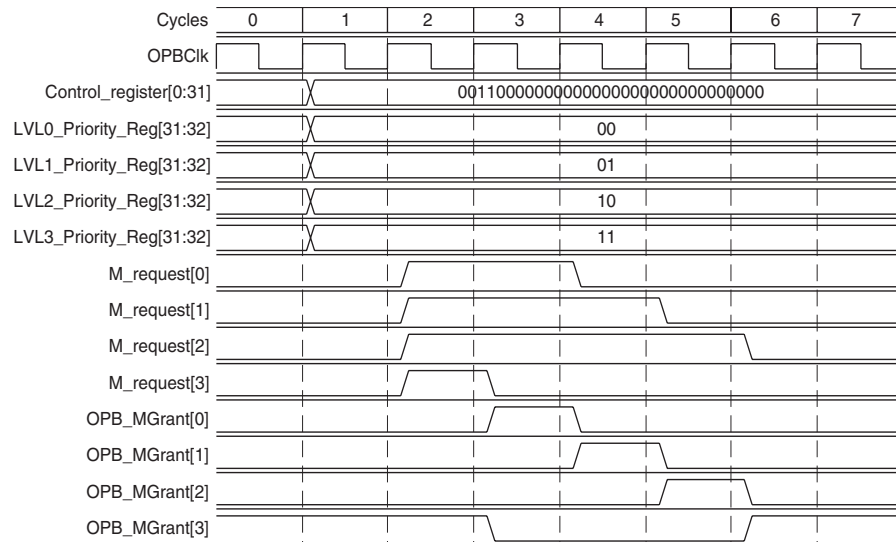 Cycles 0 1 2 3 4 5 6 7
OPBClk
Control_register[0:31] 00110000000000000000000000000000
LVL0_Priority_Reg[31:32] 00
LVL1_Priority_Reg[31:32] 01
LVL2_Priority_Reg[31:32] 10
LVL3_Priority_Reg[31:32] 11
M_request[0]
M_request[1]
M_request[2]
M_request[3]
OPB_MGrant[0]
OPB_MGrant[1]
OPB_MGrant[2]
OPB_MGrant[3]